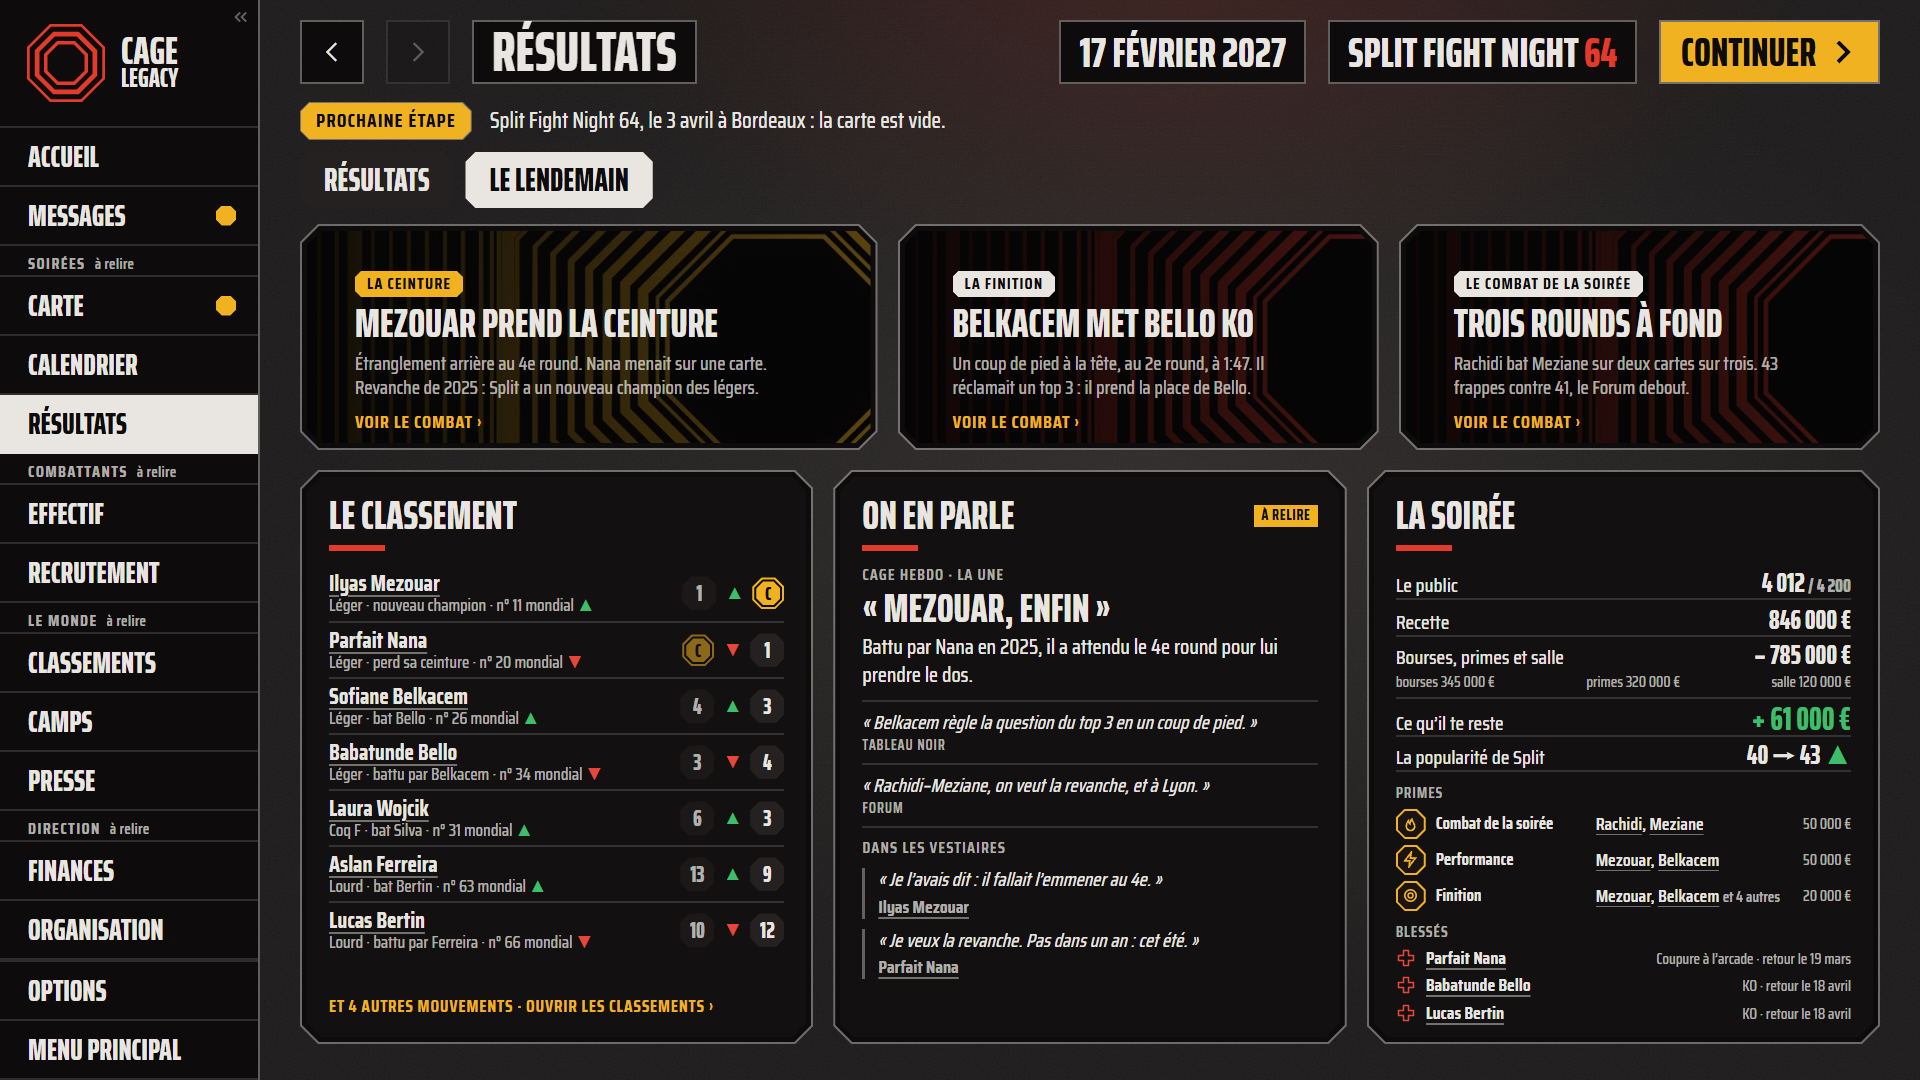 CAGE
LEGACY
«
ACCUEIL
MESSAGES
SOIRÉES à relire
CARTE
CALENDRIER
RÉSULTATS
COMBATTANTS à relire
EFFECTIF
RECRUTEMENT
LE MONDE à relire
CLASSEMENTS
CAMPS
PRESSE
DIRECTION à relire
FINANCES
ORGANISATION
OPTIONS
MENU PRINCIPAL
RÉSULTATS
17 FÉVRIER 2027
SPLIT FIGHT NIGHT 64
CONTINUER
PROCHAINE ÉTAPE
Split Fight Night 64, le 3 avril à Bordeaux : la carte est vide.
RÉSULTATS
LE LENDEMAIN
LA CEINTURE
MEZOUAR PREND LA CEINTURE
Étranglement arrière au 4e round. Nana menait sur une carte.
Revanche de 2025 : Split a un nouveau champion des légers.
VOIR LE COMBAT ›
LA FINITION
BELKACEM MET BELLO KO
Un coup de pied à la tête, au 2e round, à 1:47. Il
réclamait un top 3 : il prend la place de Bello.
VOIR LE COMBAT ›
LE COMBAT DE LA SOIRÉE
TROIS ROUNDS À FOND
Rachidi bat Meziane sur deux cartes sur trois. 43
frappes contre 41, le Forum debout.
VOIR LE COMBAT ›
LE CLASSEMENT
Ilyas Mezouar
Léger · nouveau champion · n° 11 mondial ▲
1 ▲ C
Parfait Nana
Léger · perd sa ceinture · n° 20 mondial ▼
C ▼ 1
Sofiane Belkacem
Léger · bat Bello · n° 26 mondial ▲
4 ▲ 3
Babatunde Bello
Léger · battu par Belkacem · n° 34 mondial ▼
3 ▼ 4
Laura Wojcik
Coq F · bat Silva · n° 31 mondial ▲
6 ▲ 3
Aslan Ferreira
Lourd · bat Bertin · n° 63 mondial ▲
13 ▲ 9
Lucas Bertin
Lourd · battu par Ferreira · n° 66 mondial ▼
10 ▼ 12
ET 4 AUTRES MOUVEMENTS · OUVRIR LES CLASSEMENTS ›
ON EN PARLE
À RELIRE
CAGE HEBDO · LA UNE
« MEZOUAR, ENFIN »
Battu par Nana en 2025, il a attendu le 4e round pour lui
prendre le dos.
« Belkacem règle la question du top 3 en un coup de pied. »
TABLEAU NOIR
« Rachidi–Meziane, on veut la revanche, et à Lyon. »
FORUM
DANS LES VESTIAIRES
« Je l'avais dit : il fallait l'emmener au 4e. »
Ilyas Mezouar
« Je veux la revanche. Pas dans un an : cet été. »
Parfait Nana
LA SOIRÉE
Le public 4 012 / 4 200
Recette 846 000 €
Bourses, primes et salle – 785 000 €
bourses 345 000 € primes 320 000 € salle 120 000 €
Ce qu'il te reste + 61 000 €
La popularité de Split 40 → 43 ▲
PRIMES
Combat de la soirée Rachidi, Meziane 50 000 €
Performance Mezouar, Belkacem 50 000 €
Finition Mezouar, Belkacem et 4 autres 20 000 €
BLESSÉS
Parfait Nana Coupure à l'arcade · retour le 19 mars
Babatunde Bello KO · retour le 18 avril
Lucas Bertin KO · retour le 18 avril